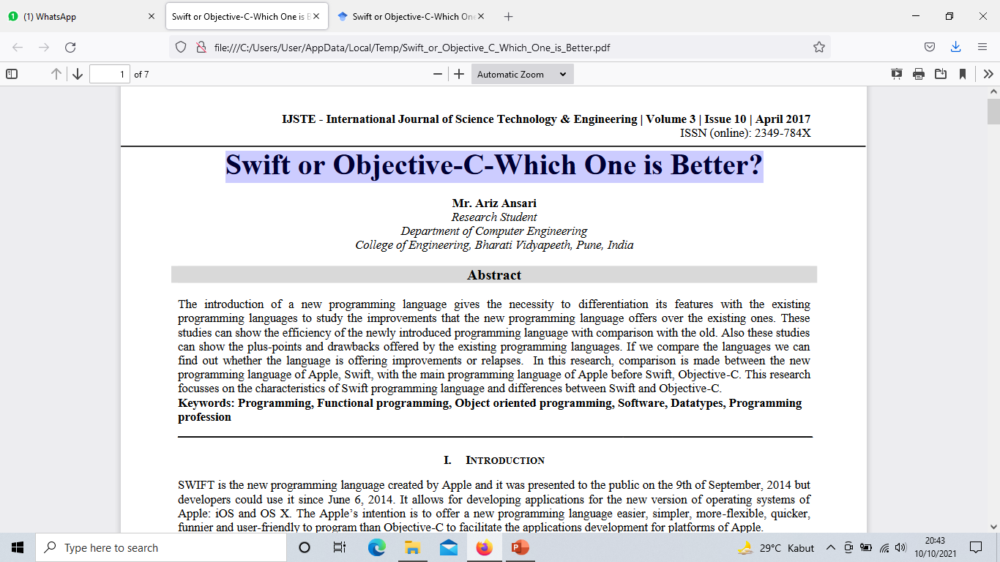 (1) WhatsApp
Swift or Objective-C-Which One is B
Swift or Objective-C-Which One
file:///C:/Users/User/AppData/Local/Temp/Swift_or_Objective_C_Which_One_is_Better.pdf
1 of 7
Automatic Zoom
IJSTE - International Journal of Science Technology & Engineering | Volume 3 | Issue 10 | April 2017
ISSN (online): 2349-784X
Swift or Objective-C-Which One is Better?
Mr. Ariz Ansari
Research Student
Department of Computer Engineering
College of Engineering, Bharati Vidyapeeth, Pune, India
Abstract
The introduction of a new programming language gives the necessity to differentiation its features with the existing
programming languages to study the improvements that the new programming language offers over the existing ones. These
studies can show the efficiency of the newly introduced programming language with comparison with the old. Also these studies
can show the plus-points and drawbacks offered by the existing programming languages. If we compare the languages we can
find out whether the language is offering improvements or relapses. In this research, comparison is made between the new
programming language of Apple, Swift, with the main programming language of Apple before Swift, Objective-C. This research
focusses on the characteristics of Swift programming language and differences between Swift and Objective-C.
Keywords: Programming, Functional programming, Object oriented programming, Software, Datatypes, Programming
profession
I. INTRODUCTION
SWIFT is the new programming language created by Apple and it was presented to the public on the 9th of September, 2014 but
developers could use it since June 6, 2014. It allows for developing applications for the new version of operating systems of
Apple: iOS and OS X. The Apple's intention is to offer a new programming language easier, simpler, more-flexible, quicker,
funnier and user-friendly to program than Objective-C to facilitate the applications development for platforms of Apple.
Type here to search
29°C Kabut
20:43
10/10/2021